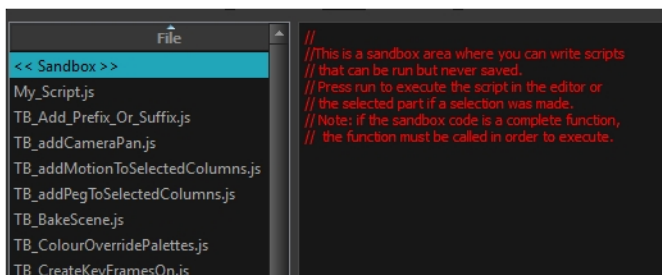 File
<< Sandbox >>
My_Script.js
TB_Add_Prefix_Or_Suffix.js
TB_addCameraPan.js
TB_addMotionToSelectedColumns.js
TB_addPegToSelectedColumns.js
TB_BakeScene.js
TB_ColourOverridePalettes.js
TB_CreateKeyFramesOn.js
//
//This is a sandbox area where you can write scripts
// that can be run but never saved.
// Press run to execute the script in the editor or
// the selected part if a selection was made.
// Note: if the sandbox code is a complete function,
//  the function must be called in order to execute.